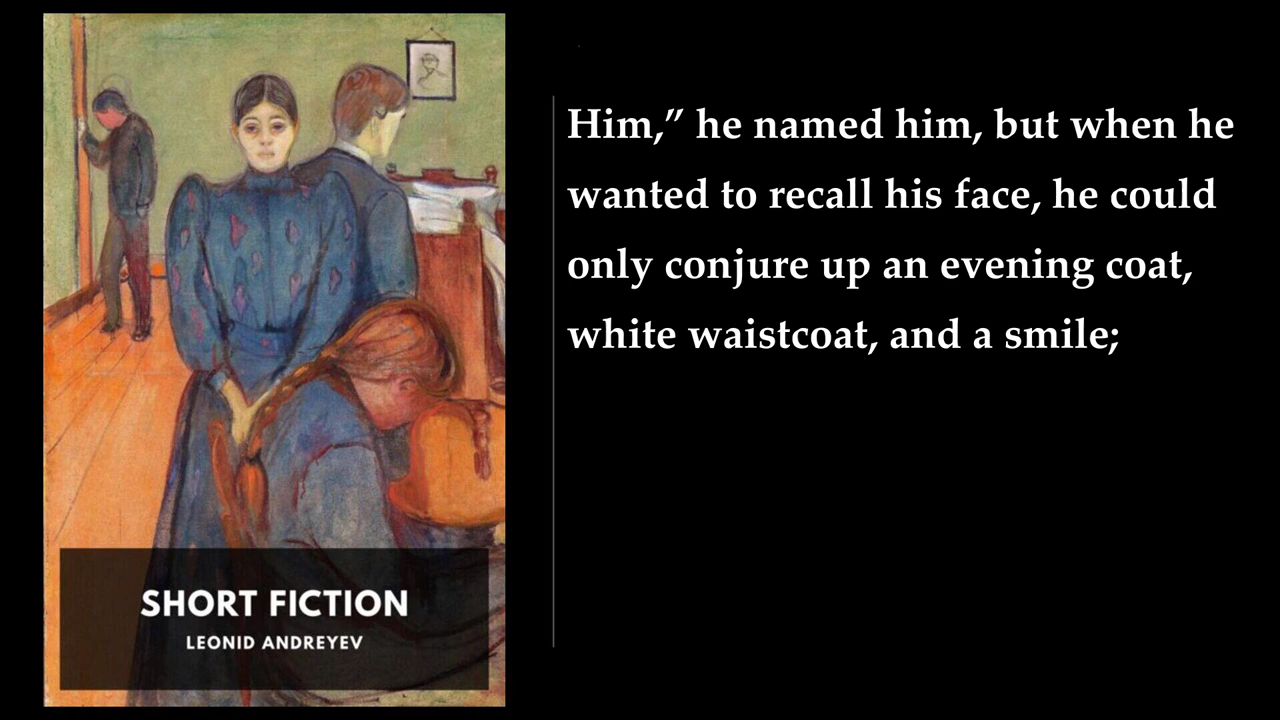 Him,” he named him, but when he
wanted to recall his face, he could
only conjure up an evening coat,
white waistcoat, and a smile;
SHORT FICTION
LEONID ANDREYEV